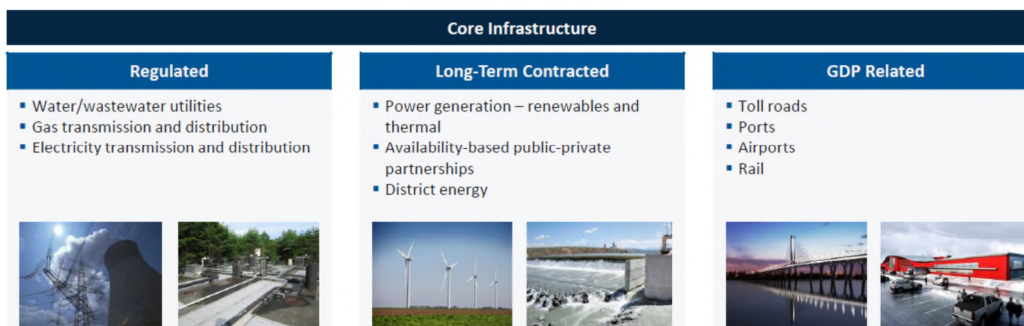 Core Infrastructure
Regulated
▪ Water/wastewater utilities
▪ Gas transmission and distribution
▪ Electricity transmission and distribution
Long-Term Contracted
▪ Power generation – renewables and
thermal
▪ Availability-based public-private
partnerships
▪ District energy
GDP Related
▪ Toll roads
▪ Ports
▪ Airports
▪ Rail